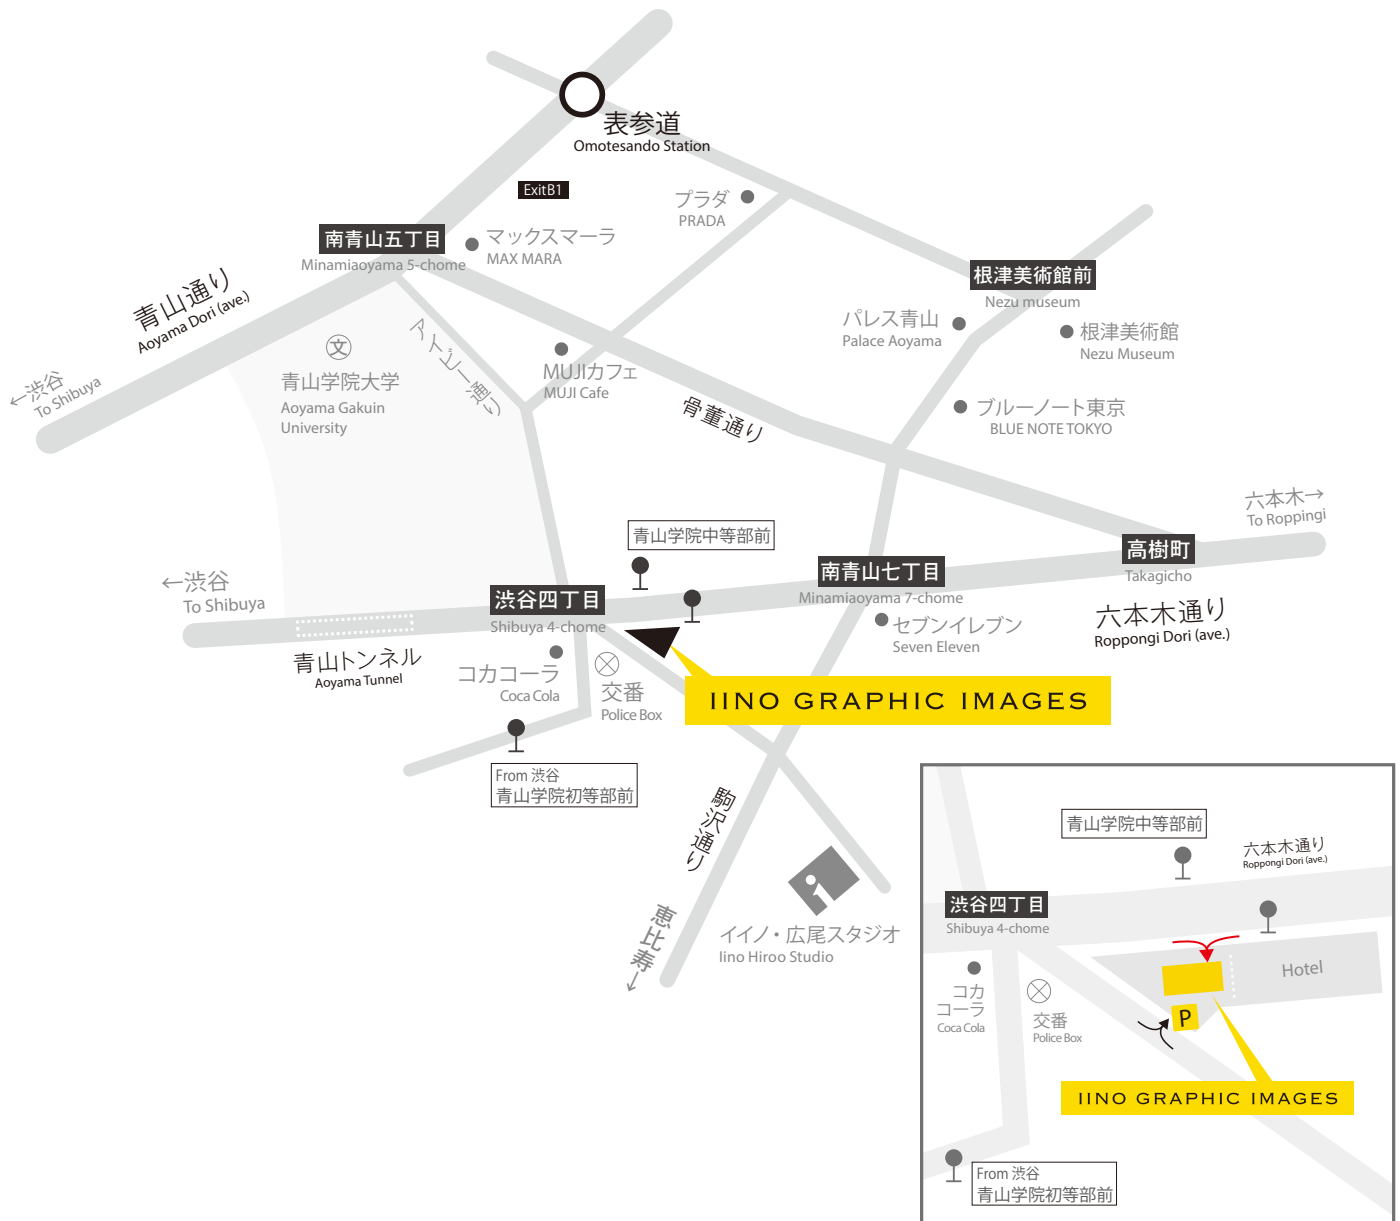 表参道
Omotesando Station
ExitB1
プラダ
PRADA
南青山五丁目
Minamiaoyama 5-chome
マックスマーラ
MAX MARA
根津美術館前
Nezu museum
青山通り
Aoyama Dori (ave.)
パレス青山
Palace Aoyama
根津美術館
Nezu Museum
アイビー通り
文
青山学院大学
Aoyama Gakuin
University
MUJIカフェ
MUJI Cafe
←渋谷
To Shibuya
骨董通り
ブルーノート東京
BLUE NOTE TOKYO
六本木→
To Roppingi
青山学院中等部前
高樹町
Takagicho
←渋谷
To Shibuya
渋谷四丁目
Shibuya 4-chome
南青山七丁目
Minamiaoyama 7-chome
六本木通り
Roppongi Dori (ave.)
セブンイレブン
Seven Eleven
青山トンネル
Aoyama Tunnel
コカコーラ
Coca Cola
交番
Police Box
IINO GRAPHIC IMAGES
From 渋谷
青山学院初等部前
駒沢通り
恵比寿→
イイノ・広尾スタジオ
Iino Hiroo Studio
青山学院中等部前
六本木通り
Roppongi Dori (ave.)
渋谷四丁目
Shibuya 4-chome
Hotel
コカ
コーラ
Coca Cola
交番
Police Box
P
IINO GRAPHIC IMAGES
From 渋谷
青山学院初等部前